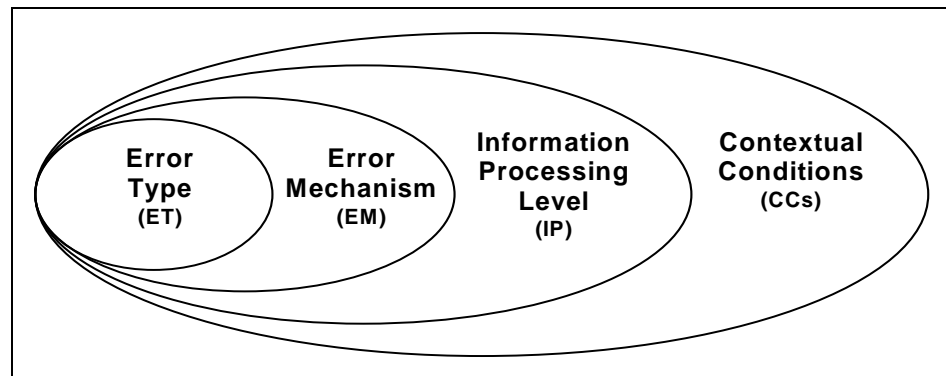 Error
Type
(ET)
Error
Mechanism
(EM)
Information
Processing
Level
(IP)
Contextual
Conditions
(CCs)